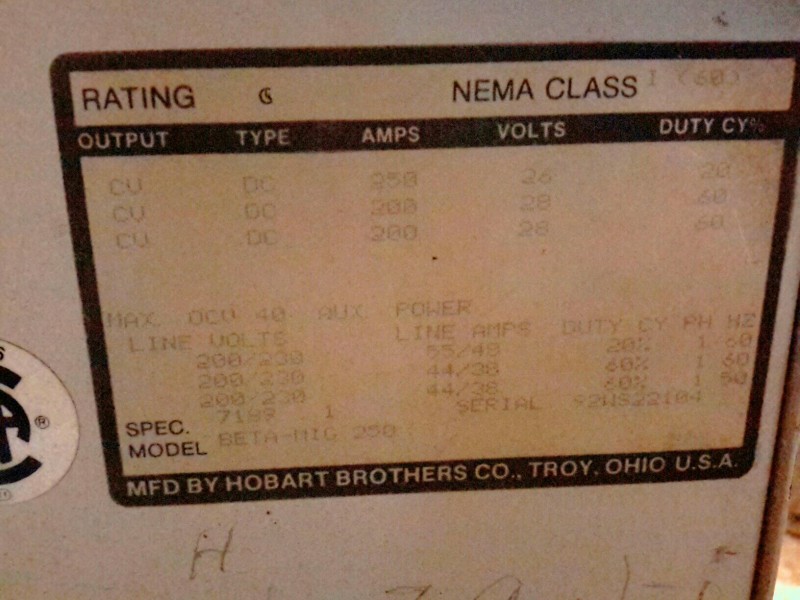 RATING G NEMA CLASS I (60)
OUTPUT TYPE AMPS VOLTS DUTY CY%
CV DC 250 26 20
CV DC 200 28 60
CV DC 200 28 60
MAX OCV 40 AUX POWER
LINE VOLTS LINE AMPS DUTY CY PH HZ
200/230 55/48 20% 1 60
200/230 44/38 60% 1 60
200/230 44/38 60% 1 50
SPEC. 7189 1 SERIAL 92WS22104
MODEL BETA-MIG 250
MFD BY HOBART BROTHERS CO., TROY, OHIO U.S.A.
®
H